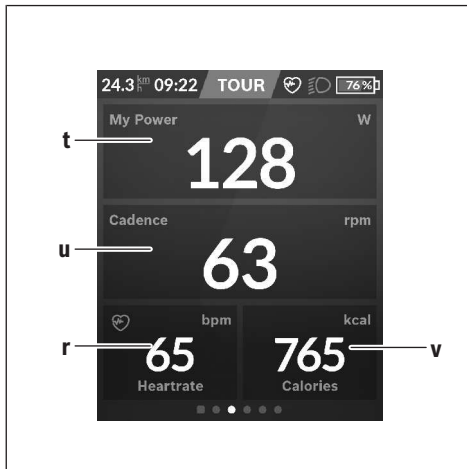 24.3 km/h 09:22 TOUR 76 %
My Power W
t
128
Cadence rpm
u
63
bpm kcal
r 65 765 v
Heartrate Calories